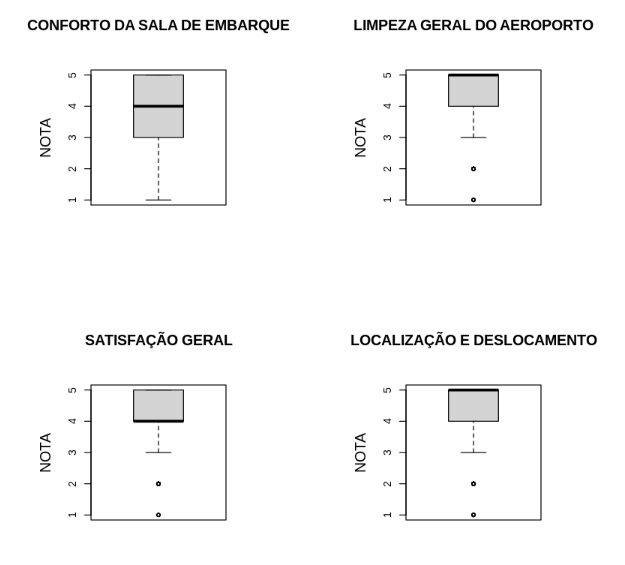 CONFORTO DA SALA DE EMBARQUE
NOTA
5
4
3
2
1
LIMPEZA GERAL DO AEROPORTO
NOTA
5
4
3
2
1
SATISFAÇÃO GERAL
NOTA
5
4
3
2
1
LOCALIZAÇÃO E DESLOCAMENTO
NOTA
5
4
3
2
1